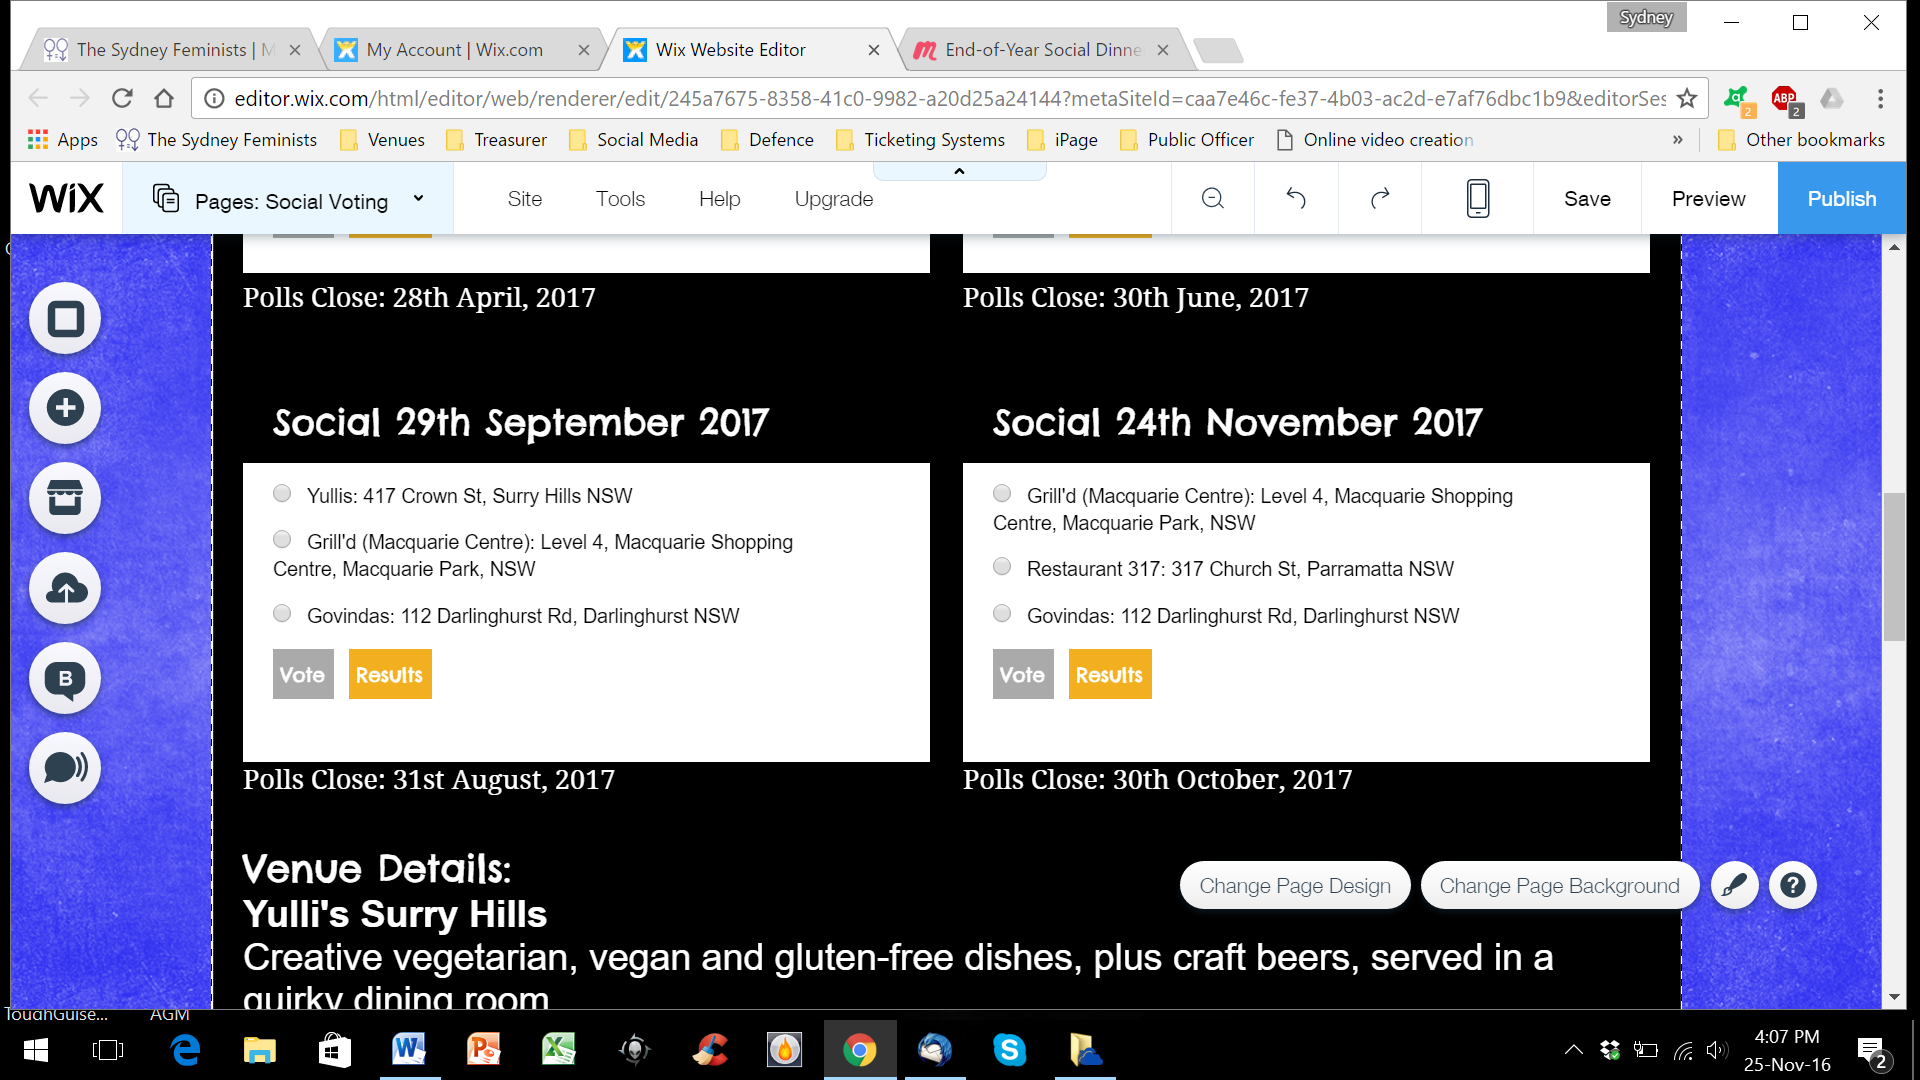 Sydney
The Sydney Feminists | M
My Account | Wix.com
Wix Website Editor
End-of-Year Social Dinne
editor.wix.com/html/editor/web/renderer/edit/245a7675-8358-41c0-9982-a20d25a24144?metaSiteId=caa7e46c-fe37-4b03-ac2d-e7af76dbc1b9&editorSes
2
ABP
2
Apps
The Sydney Feminists
Venues
Treasurer
Social Media
Defence
Ticketing Systems
iPage
Public Officer
Online video creation
»
Other bookmarks
WiX
Pages: Social Voting
Site
Tools
Help
Upgrade
Save
Preview
Publish
Polls Close: 28th April, 2017
Polls Close: 30th June, 2017
Social 29th September 2017
Yullis: 417 Crown St, Surry Hills NSW
Grill'd (Macquarie Centre): Level 4, Macquarie Shopping
Centre, Macquarie Park, NSW
Govindas: 112 Darlinghurst Rd, Darlinghurst NSW
Vote
Results
Polls Close: 31st August, 2017
Social 24th November 2017
Grill'd (Macquarie Centre): Level 4, Macquarie Shopping
Centre, Macquarie Park, NSW
Restaurant 317: 317 Church St, Parramatta NSW
Govindas: 112 Darlinghurst Rd, Darlinghurst NSW
Vote
Results
Polls Close: 30th October, 2017
B
Venue Details:
Yulli's Surry Hills
Creative vegetarian, vegan and gluten-free dishes, plus craft beers, served in a
quirky dining room
Change Page Design
Change Page Background
?
ToughGuise...
AGM
4:07 PM
25-Nov-16
2